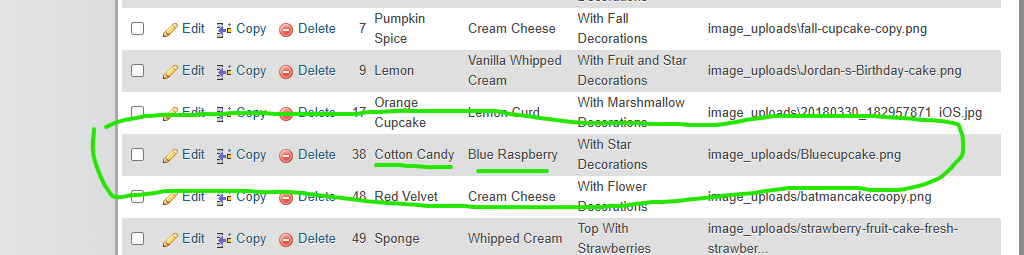 Decorations
Edit Copy Delete 7 Pumpkin Spice Cream Cheese With Fall Decorations image_uploads\fall-cupcake-copy.png
Edit Copy Delete 9 Lemon Vanilla Whipped Cream With Fruit and Star Decorations image_uploads\Jordan-s-Birthday-cake.png
Edit Copy Delete 17 Orange Cupcake Lemon Curd With Marshmallow Decorations image_uploads\20180330_182957871_iOS.jpg
Edit Copy Delete 38 Cotton Candy Blue Raspberry With Star Decorations image_uploads/Bluecupcake.png
Edit Copy Delete 48 Red Velvet Cream Cheese With Flower Decorations image_uploads/batmancakecoopy.png
Edit Copy Delete 49 Sponge Whipped Cream Top With Strawberries image_uploads/strawberry-fruit-cake-fresh-strawber...